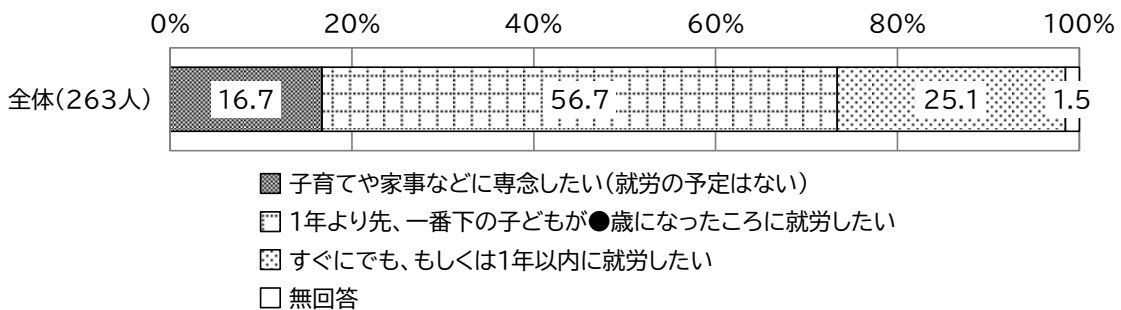 0% 20% 40% 60% 80% 100%
全体(263人) 16.7 56.7 25.1 1.5
子育てや家事などに専念したい(就労の予定はない)
1年より先、一番下の子どもが●歳になったころに就労したい
すぐにでも、もしくは1年以内に就労したい
無回答